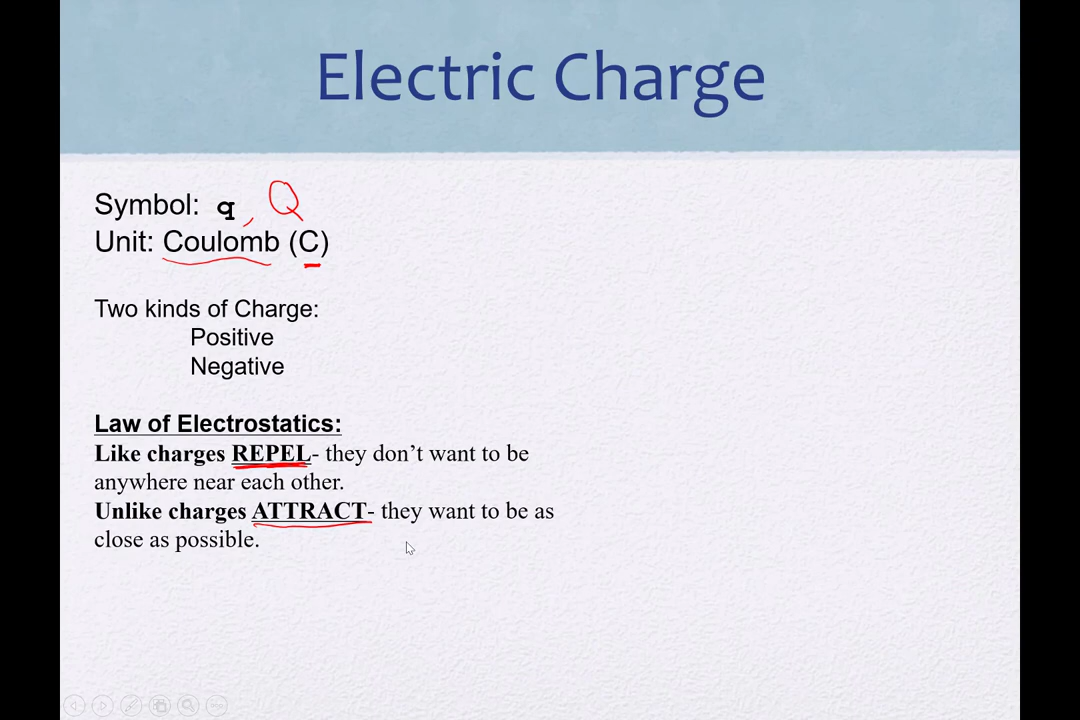 Electric Charge
Symbol: q, Q
Unit: Coulomb (C)
Two kinds of Charge:
Positive
Negative
Law of Electrostatics:
Like charges REPEL- they don’t want to be
anywhere near each other.
Unlike charges ATTRACT- they want to be as
close as possible.